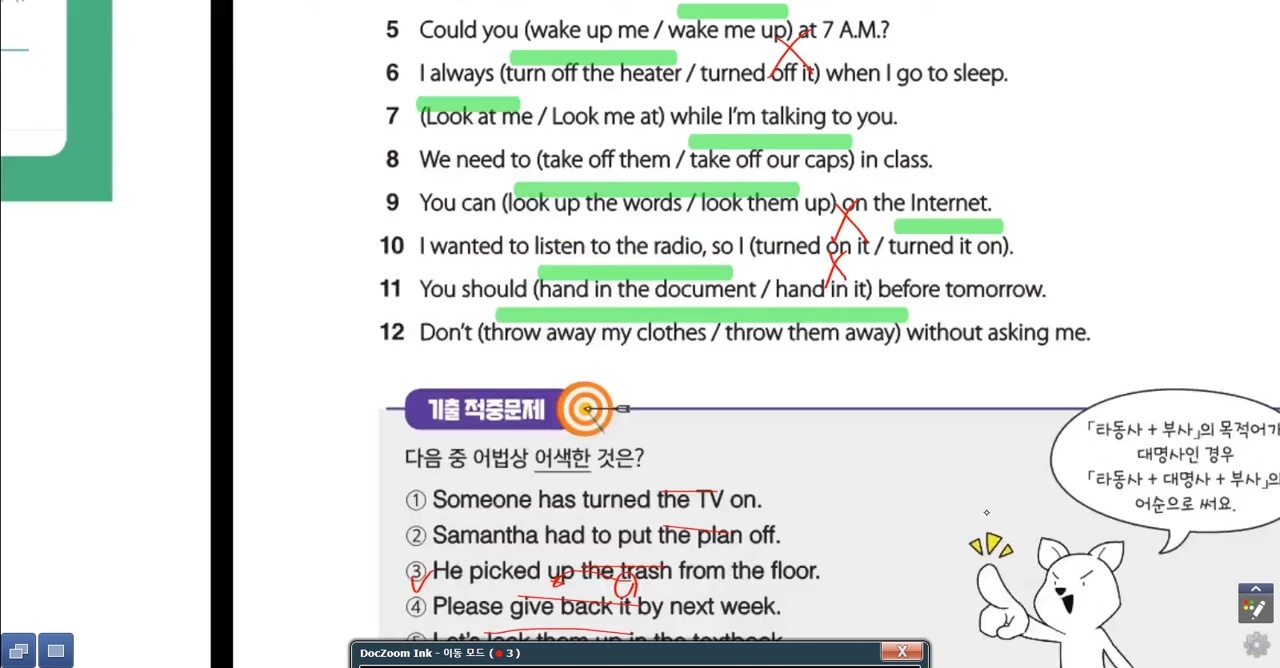 5 Could you (wake up me / wake me up) at 7 A.M.?
6 I always (turn off the heater / turned off it) when I go to sleep.
7 (Look at me / Look me at) while I'm talking to you.
8 We need to (take off them / take off our caps) in class.
9 You can (look up the words / look them up) on the Internet.
10 I wanted to listen to the radio, so I (turned on it / turned it on).
11 You should (hand in the document / hand in it) before tomorrow.
12 Don't (throw away my clothes / throw them away) without asking me.
기출 적중문제
다음 중 어법상 어색한 것은?
① Someone has turned the TV on.
② Samantha had to put the plan off.
③ He picked up the trash from the floor.
④ Please give back it by next week.
⑤ Let's look them up in the textbook.
「타동사 + 부사」의 목적어가
대명사인 경우
「타동사 + 대명사 + 부사」의
어순으로 써요.
DocZoom Ink - 이동 모드 ( 3 )